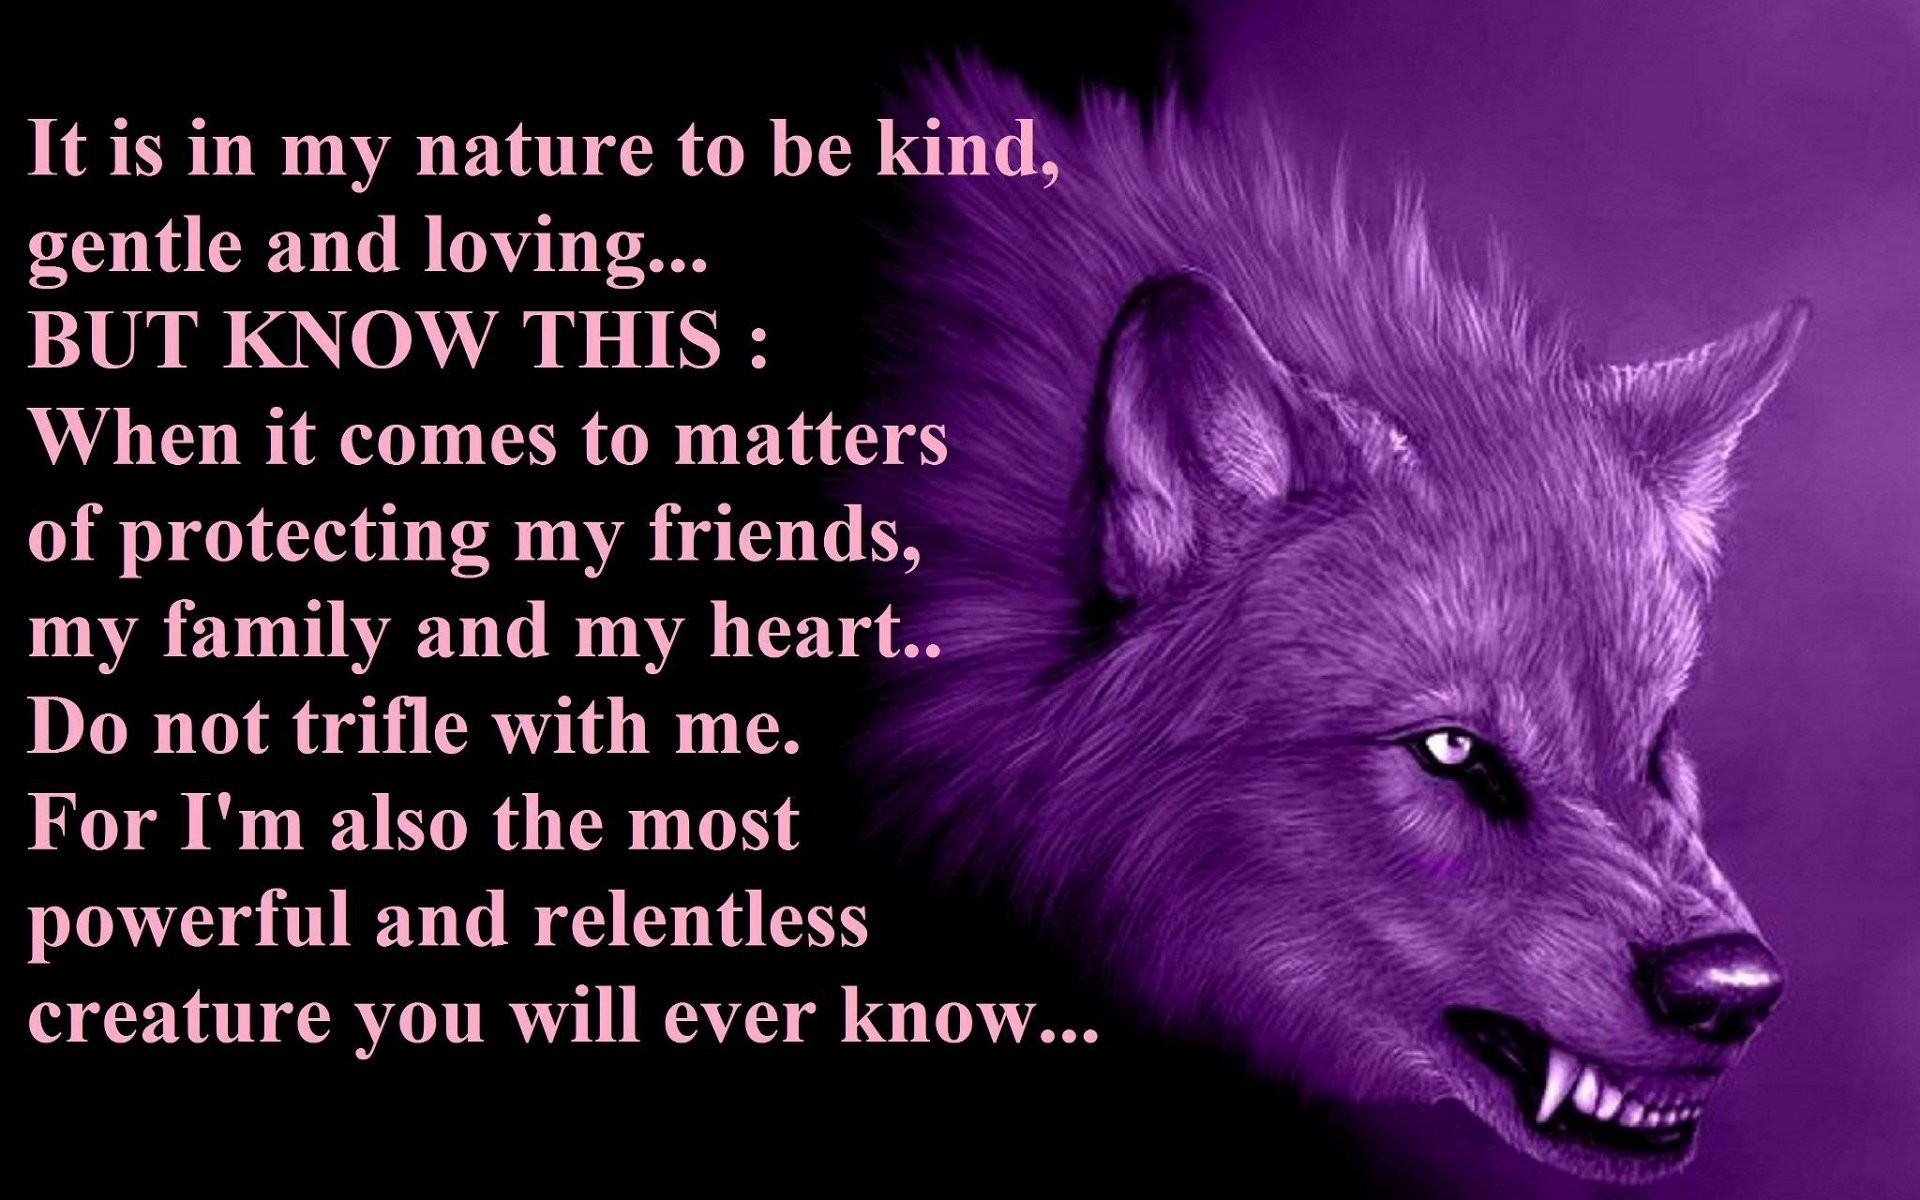 It is in my nature to be kind,
gentle and loving...
BUT KNOW THIS :
When it comes to matters
of protecting my friends,
my family and my heart..
Do not trifle with me.
For I'm also the most
powerful and relentless
creature you will ever know...